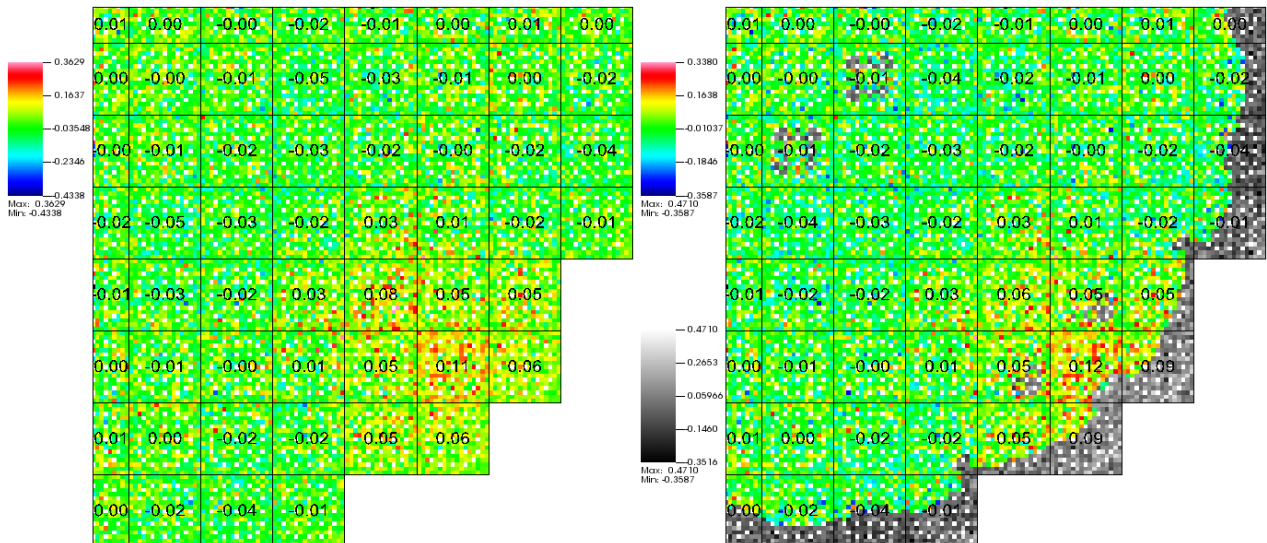 0.3629
0.1637
-0.03548
-0.2346
-0.4338
Max: 0.3629
Min: -0.4338
0.01 -0.00 -0.00 -0.02 -0.01 0.00 0.01 0.00
0.00 -0.00 -0.01 -0.05 -0.03 -0.01 0.00 -0.02
-0.00 -0.01 -0.02 -0.03 -0.02 -0.00 -0.02 -0.04
-0.02 -0.05 -0.03 -0.02 0.03 0.01 -0.02 -0.01
-0.01 -0.03 -0.02 0.03 0.08 0.05 0.05
0.00 0.00 -0.00 0.01 0.05 0.11 0.06
0.01 0.00 -0.02 -0.02 0.05 0.06
0.00 -0.02 -0.04 -0.01
0.3380
0.1638
-0.01037
-0.1846
-0.3587
Max: 0.4710
Min: -0.3587
0.4710
0.2653
0.05966
-0.1460
-0.3516
Max: 0.4710
Min: -0.3587
0.01 -0.00 -0.00 -0.02 -0.01 0.00 0.01 0.00
0.00 -0.00 -0.01 -0.04 -0.02 -0.01 0.00 -0.02
-0.00 -0.01 -0.02 -0.03 -0.01 -0.00 -0.02 -0.04
-0.02 -0.04 -0.03 -0.02 0.03 0.01 -0.02 -0.01
-0.01 -0.02 -0.02 0.03 0.06 0.05 0.05
0.00 0.00 -0.00 0.01 0.05 0.12 0.09
0.01 0.00 -0.02 -0.02 0.05 0.09
0.00 -0.02 -0.04 -0.01